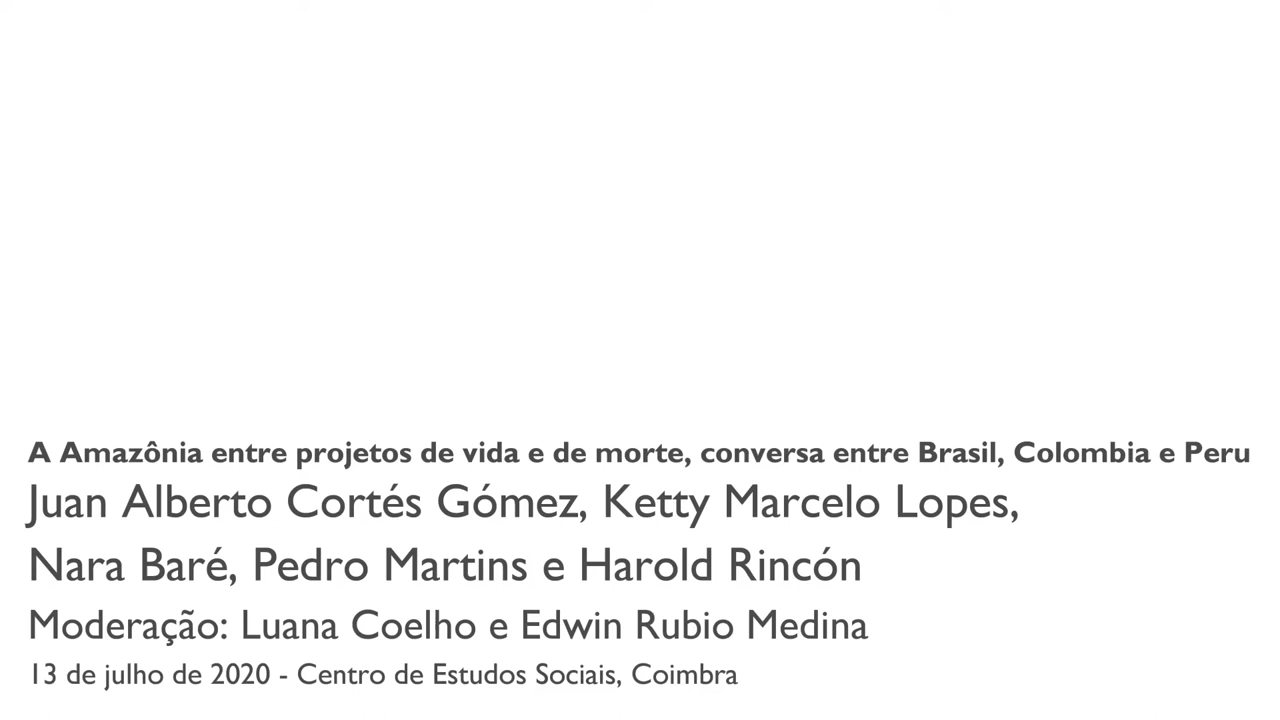 A Amazônia entre projetos de vida e de morte, conversa entre Brasil, Colombia e Peru
Juan Alberto Cortés Gómez, Ketty Marcelo Lopes,
Nara Baré, Pedro Martins e Harold Rincón
Moderação: Luana Coelho e Edwin Rubio Medina
13 de julho de 2020 - Centro de Estudos Sociais, Coimbra